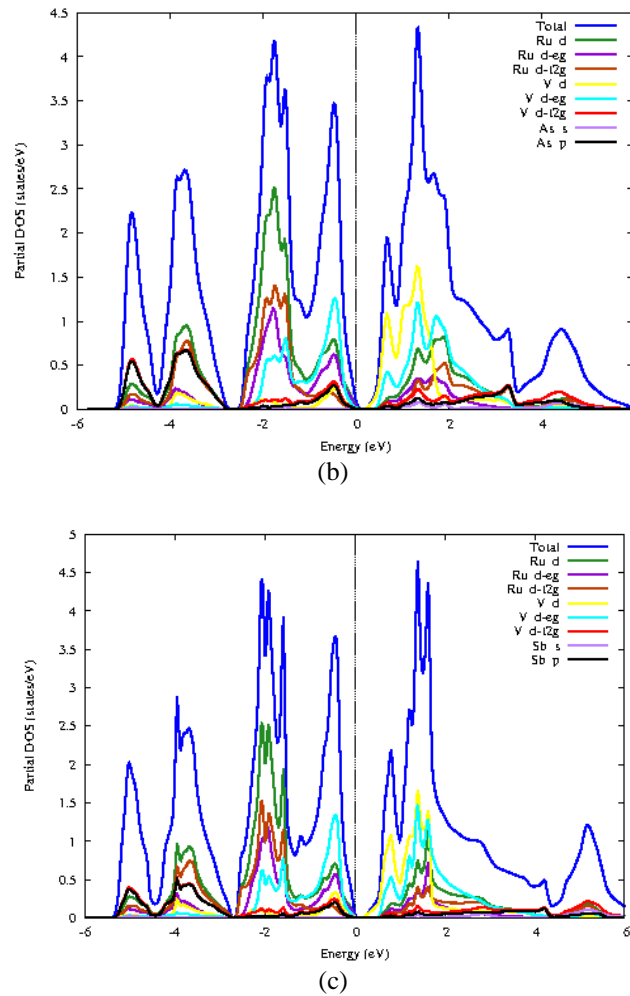 4.5
4
3.5
3
2.5
2
1.5
1
0.5
0
Partial DOS (states/eV)
Total
Ru d
Ru d-eg
Ru d-t2g
V d
V d-eg
V d-t2g
As s
As p
-6 -4 -2 0 2 4
Energy (eV)
(b)
5
4.5
4
3.5
3
2.5
2
1.5
1
0.5
0
Partial DOS (states/eV)
Total
Ru d
Ru d-eg
Ru d-t2g
V d
V d-eg
V d-t2g
Sb s
Sb p
-6 -4 -2 0 2 4 6
Energy (eV)
(c)